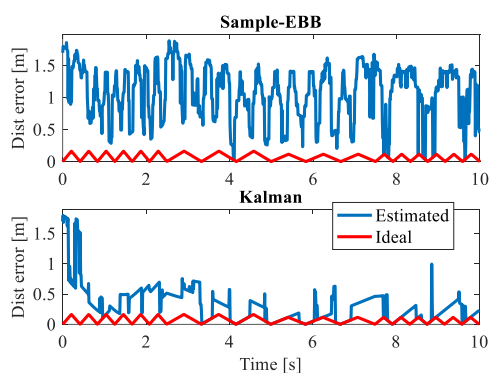 Sample-EBB
Dist error [m]
1.5
1
0.5
0
0 2 4 6 8 10
Kalman
Dist error [m]
1.5
1
0.5
0
Estimated
Ideal
0 2 4 6 8 10
Time [s]